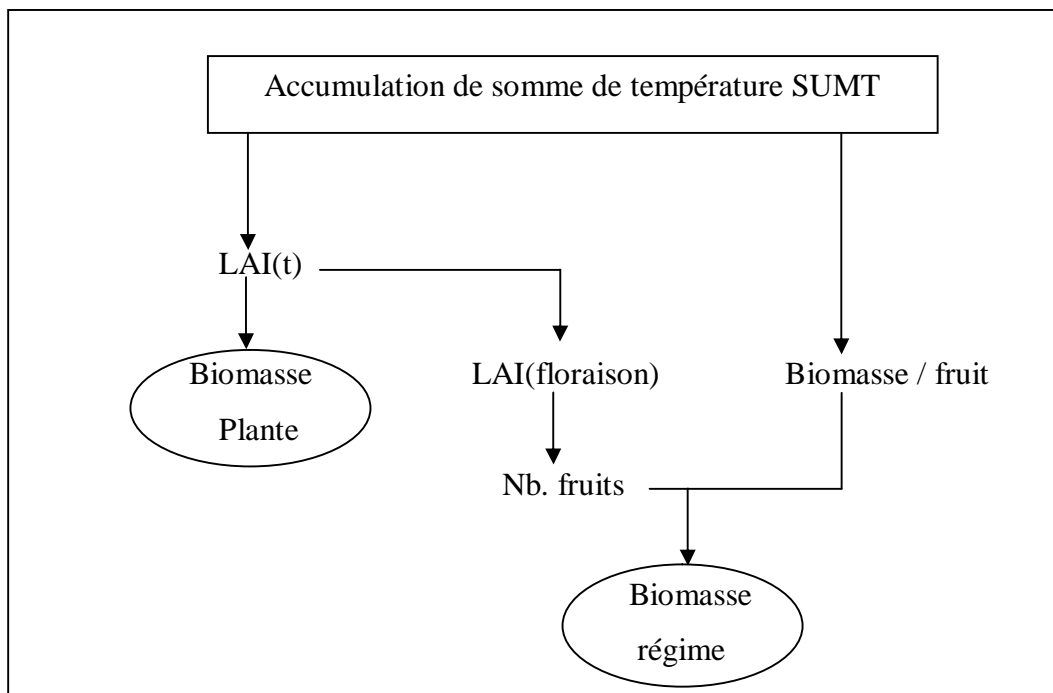 Accumulation de somme de température SUMT
LAI(t)
Biomasse
Plante
LAI(floraison)
Biomasse / fruit
Nb. fruits
Biomasse
régime